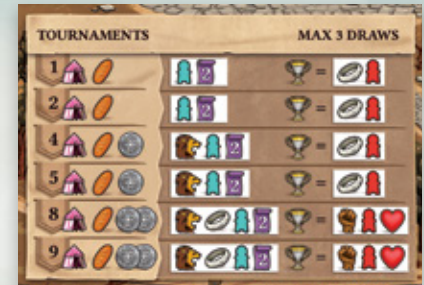 TOURNAMENTS MAX 3 DRAWS
1 2 =
2 2 =
4 2 =
5 2 =
8 2 =
9 2 =